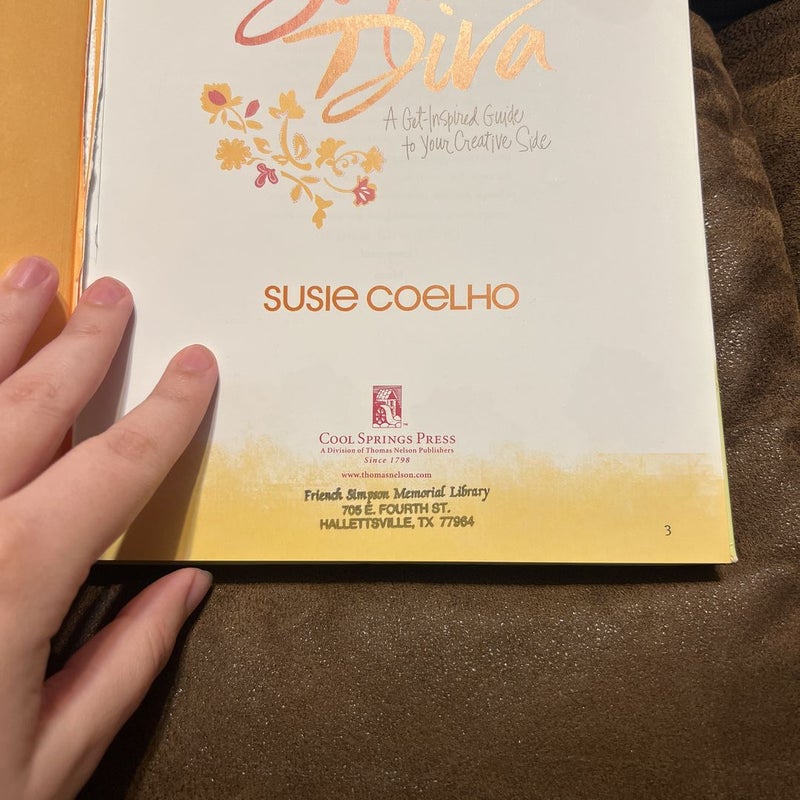 Diva
A Get-Inspired Guide
to Your Creative Side
SUSIE COELHO
COOL SPRINGS PRESS
A Division of Thomas Nelson Publishers
Since 1798
www.thomasnelson.com
Friench Simpson Memorial Library
705 E. FOURTH ST.
HALLETTSVILLE, TX 77964
3